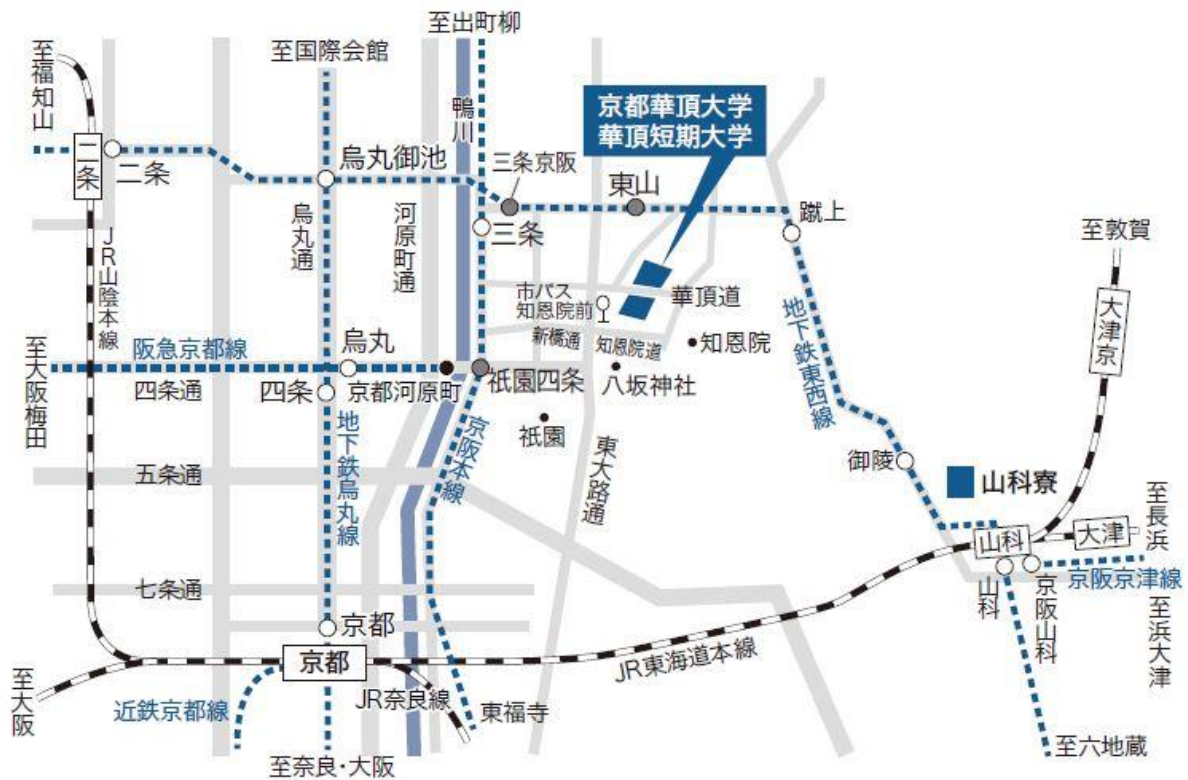 至出町柳
至国際会館
至福知山
鴨川
京都華頂大学
華頂短期大学
二条
二条
烏丸御池
三条京阪
東山
蹴上
烏丸通
河原町通
三条
至敦賀
JR山陰本線
市バス
知恩院前
華頂道
大津京
新橋通
知恩院道
知恩院
地下鉄東西線
至大阪梅田
阪急京都線
烏丸
四条通
四条
京都河原町
祇園四条
八坂神社
祇園
地下鉄烏丸線
京阪本線
東大路通
五条通
御陵
山科寮
至長浜
山科
大津
七条通
山科
京阪山科
京阪京津線
至浜大津
京都
京都
JR東海道本線
至大阪
近鉄京都線
JR奈良線
東福寺
至六地蔵
至奈良・大阪